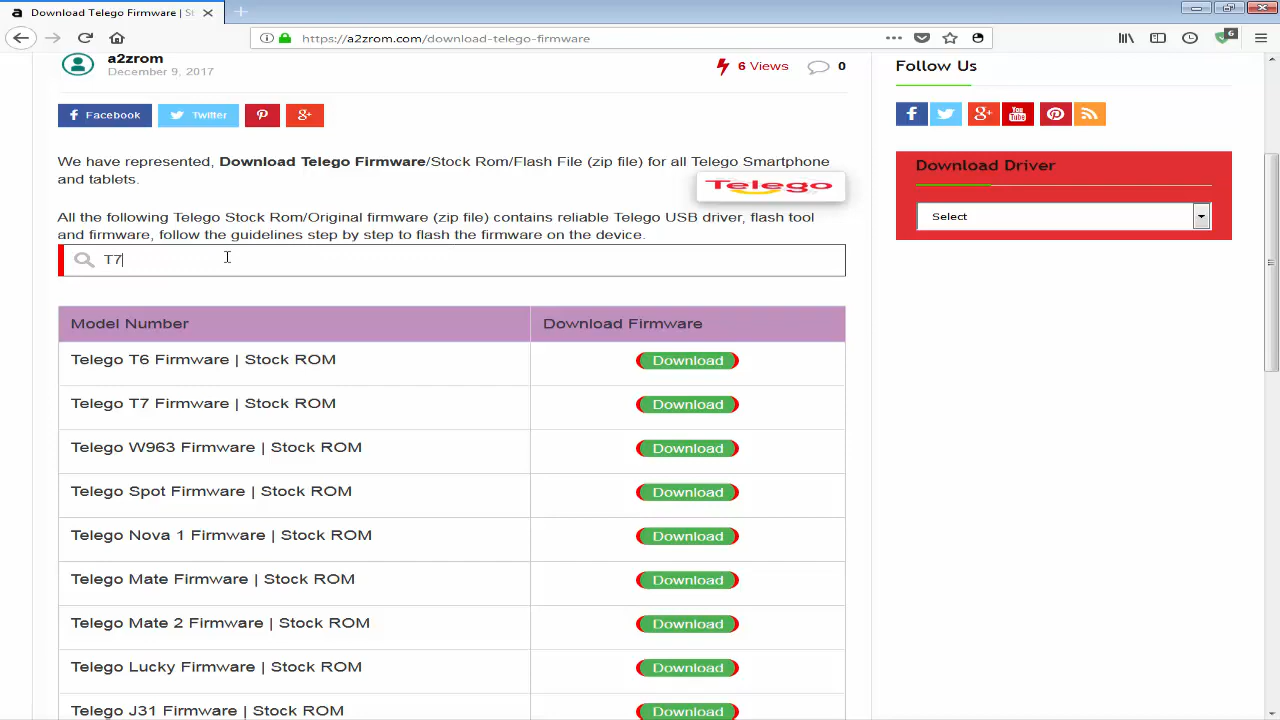 a Download Telego Firmware | St
https://a2zrom.com/download-telego-firmware
6
a2zrom
December 9, 2017
6 Views 0
Facebook Twitter G+
We have represented, Download Telego Firmware/Stock Rom/Flash File (zip file) for all Telego Smartphone
and tablets.
Telego
All the following Telego Stock Rom/Original firmware (zip file) contains reliable Telego USB driver, flash tool
and firmware, follow the guidelines step by step to flash the firmware on the device.
T7
Model Number Download Firmware
Telego T6 Firmware | Stock ROM Download
Telego T7 Firmware | Stock ROM Download
Telego W963 Firmware | Stock ROM Download
Telego Spot Firmware | Stock ROM Download
Telego Nova 1 Firmware | Stock ROM Download
Telego Mate Firmware | Stock ROM Download
Telego Mate 2 Firmware | Stock ROM Download
Telego Lucky Firmware | Stock ROM Download
Telego J31 Firmware | Stock ROM Download
Follow Us
G+ You Tube
Download Driver
Select